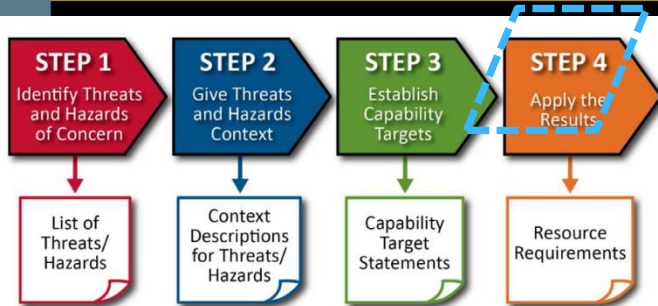 STEP 1
Identify Threats
and Hazards
of Concern
STEP 2
Give Threats
and Hazards
Context
STEP 3
Establish
Capability
Targets
STEP 4
Apply the
Results
List of
Threats/
Hazards
Context
Descriptions
for Threats/
Hazards
Capability
Target
Statements
Resource
Requirements